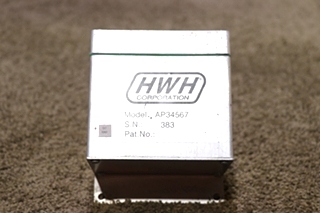 HWH
CORPORATION
Model: AP34567
S.N. 383
Pat No.